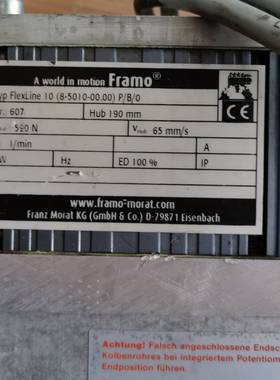 A world in motion Framo®
yp FlexLine 10 (8-5010-00.00) P/B/0
607 Hub 190 mm
N v 65 mm/s
1/min A
Hz ED 100 % IP
CE
www.framo-morat.com
Franz Morat KG (GmbH & Co.) D-79871 Eisenbach
Achtung! Falsch angeschlossene Endsc
Kolbenrohres bei integriertem Potentiom
Endposition führen.